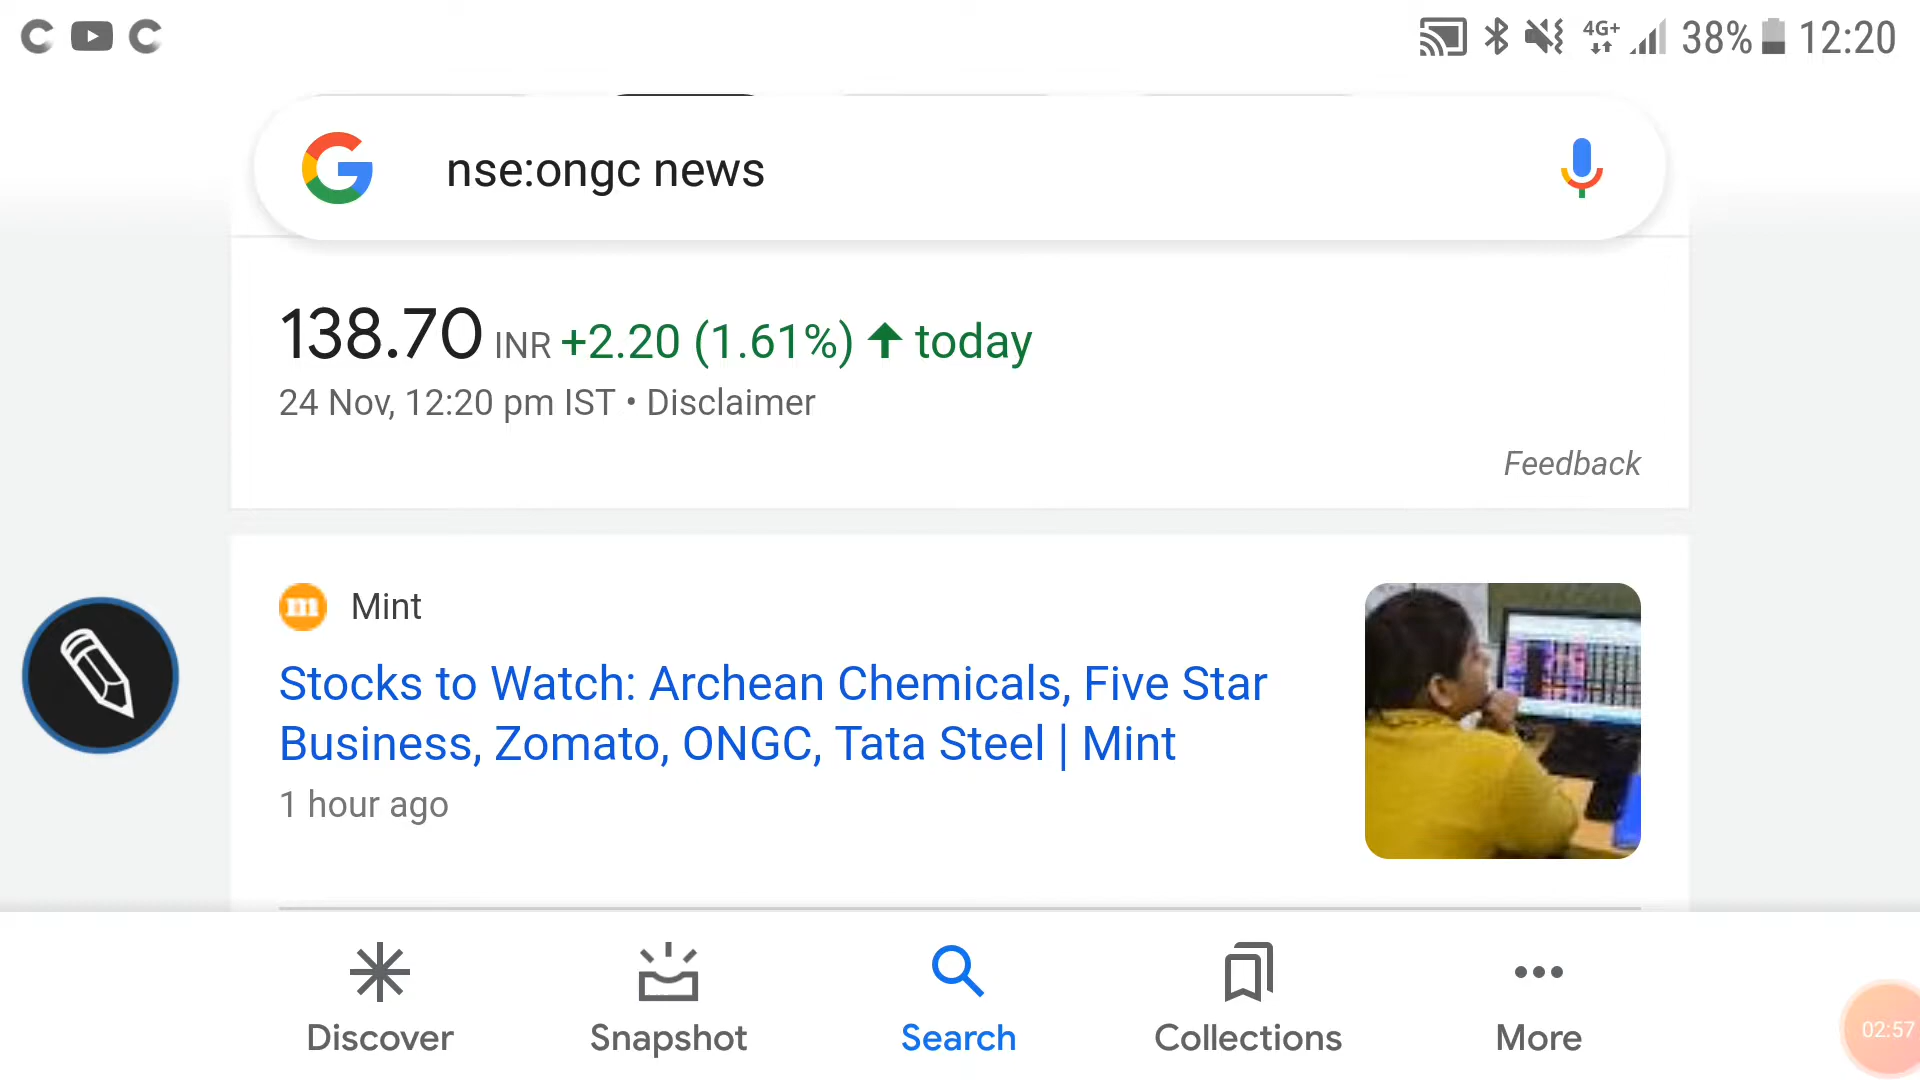 4G+ 38% 12:20
nse:ongc news
138.70 INR +2.20 (1.61%) ↑ today
24 Nov, 12:20 pm IST • Disclaimer
Feedback
m Mint
Stocks to Watch: Archean Chemicals, Five Star
Business, Zomato, ONGC, Tata Steel | Mint
1 hour ago
Discover Snapshot Search Collections More
02:57